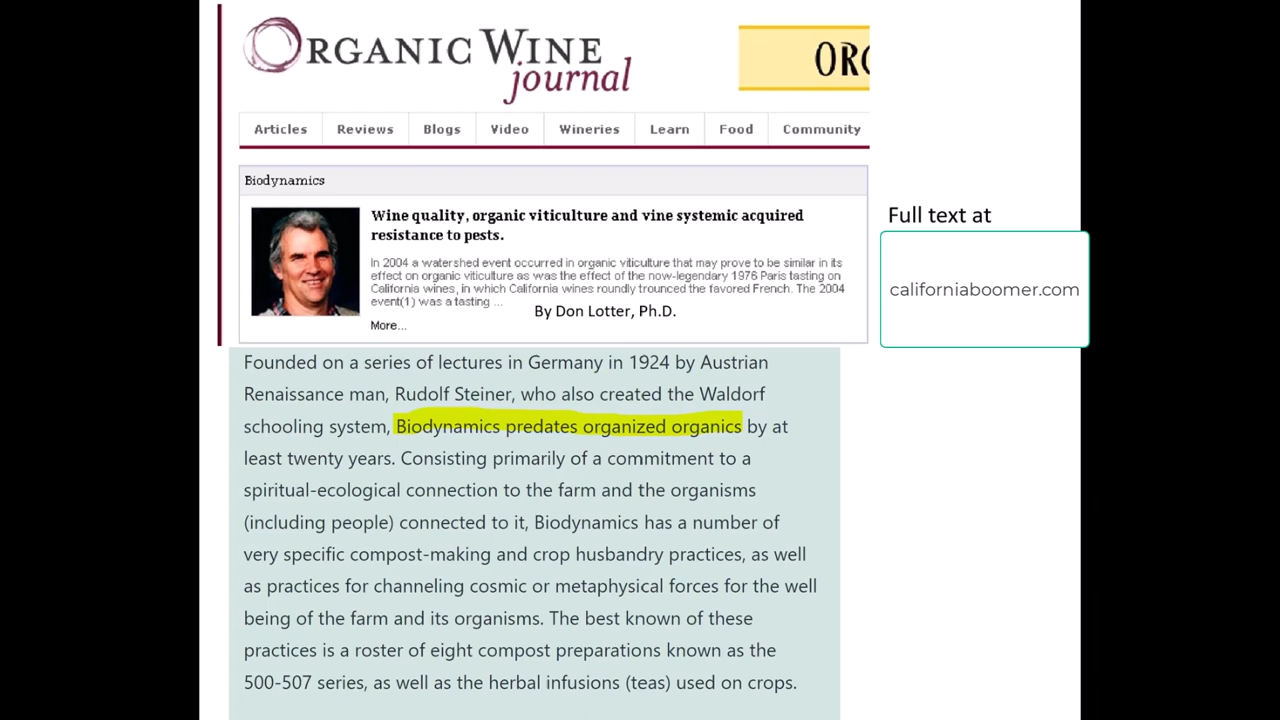 ORGANIC WINE
journal
ORC
Articles Reviews Blogs Video Wineries Learn Food Community
Biodynamics
Wine quality, organic viticulture and vine systemic acquired
resistance to pests.
In 2004 a watershed event occurred in organic viticulture that may prove to be similar in its
effect on organic viticulture as was the effect of the now-legendary 1976 Paris tasting on
California wines, in which California wines roundly trounced the favored French. The 2004
event(1) was a tasting ...
By Don Lotter, Ph.D.
More...
Full text at
californiaboomer.com
Founded on a series of lectures in Germany in 1924 by Austrian
Renaissance man, Rudolf Steiner, who also created the Waldorf
schooling system, Biodynamics predates organized organics by at
least twenty years. Consisting primarily of a commitment to a
spiritual-ecological connection to the farm and the organisms
(including people) connected to it, Biodynamics has a number of
very specific compost-making and crop husbandry practices, as well
as practices for channeling cosmic or metaphysical forces for the well
being of the farm and its organisms. The best known of these
practices is a roster of eight compost preparations known as the
500-507 series, as well as the herbal infusions (teas) used on crops.